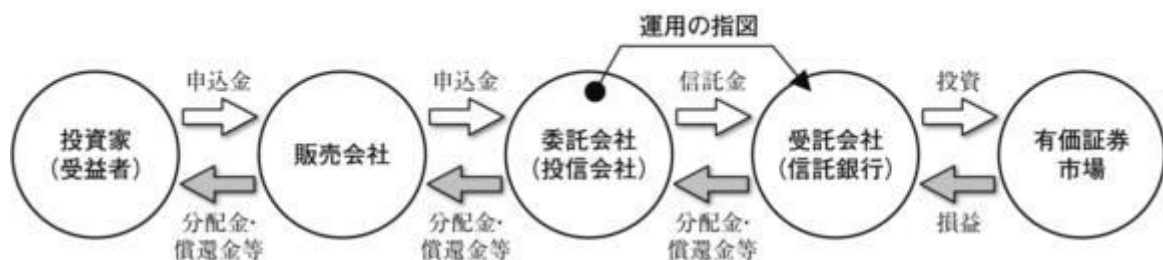 運用の指図
申込金
申込金
信託金
投資
投資家
(受益者)
販売会社
委託会社
(投信会社)
受託会社
(信託銀行)
有価証券
市場
分配金・
償還金等
分配金・
償還金等
分配金・
償還金等
損益